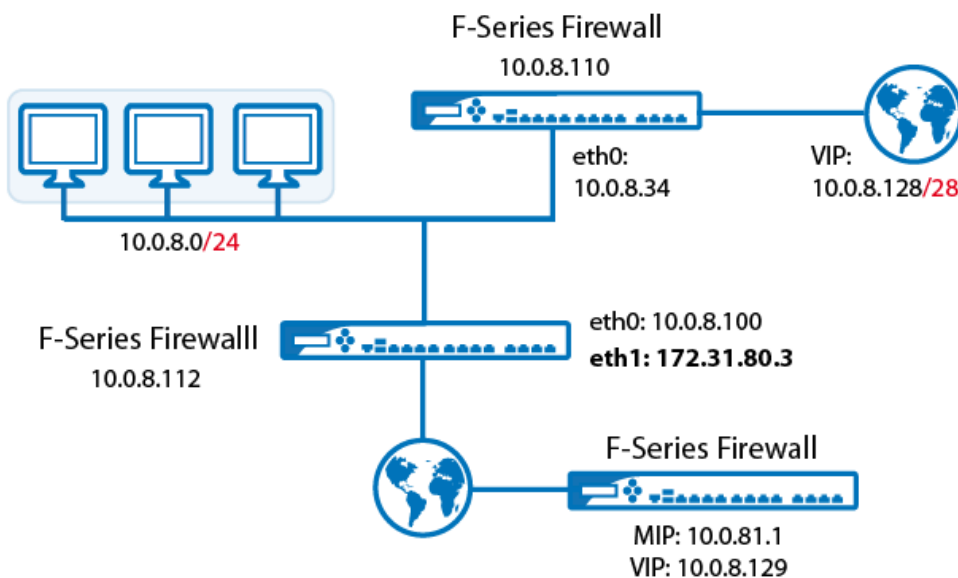 F-Series Firewall
10.0.8.110
eth0:
10.0.8.34
VIP:
10.0.8.128/28
10.0.8.0/24
F-Series Firewalll
10.0.8.112
eth0: 10.0.8.100
eth1: 172.31.80.3
F-Series Firewall
MIP: 10.0.81.1
VIP: 10.0.8.129